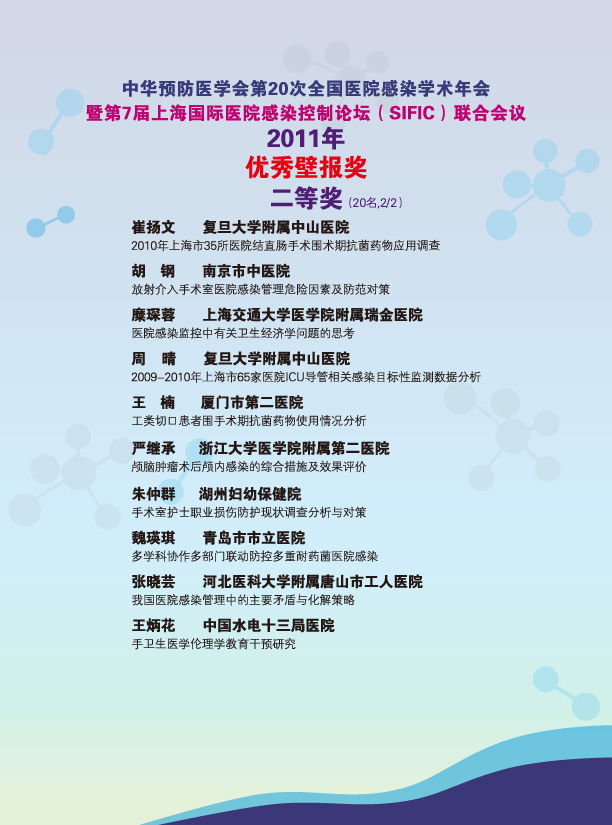 中华预防医学会第20次全国医院感染学术年会
暨第7届上海国际医院感染控制论坛（SIFIC）联合会议
2011年
优秀壁报奖
二等奖 (20名,2/2)
崔扬文 复旦大学附属中山医院
2010年上海市35所医院结直肠手术围术期抗菌药物应用调查
胡 钢 南京市中医院
放射介入手术室医院感染管理危险因素及防范对策
糜琛蓉 上海交通大学医学院附属瑞金医院
医院感染监控中有关卫生经济学问题的思考
周 晴 复旦大学附属中山医院
2009-2010年上海市65家医院ICU导管相关感染目标性监测数据分析
王 楠 厦门市第二医院
工类切口患者围手术期抗菌药物使用情况分析
严继承 浙江大学医学院附属第二医院
颅脑肿瘤术后颅内感染的综合措施及效果评价
朱仲群 湖州妇幼保健院
手术室护士职业损伤防护现状调查分析与对策
魏瑛琪 青岛市市立医院
多学科协作多部门联动防控多重耐药菌医院感染
张晓芸 河北医科大学附属唐山市工人医院
我国医院感染管理中的主要矛盾与化解策略
王炳花 中国水电十三局医院
手卫生医学伦理学教育干预研究